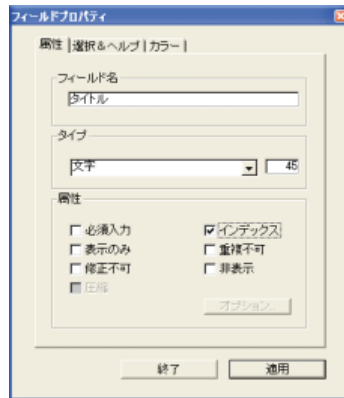 フィールドプロパティ
属性 選択&ヘルプ カラー
フィールド名
タイトル
タイプ
文字 45
属性
必須入力 インデックス
表示のみ 重複不可
修正不可 非表示
圧縮
オプション...
終了 適用